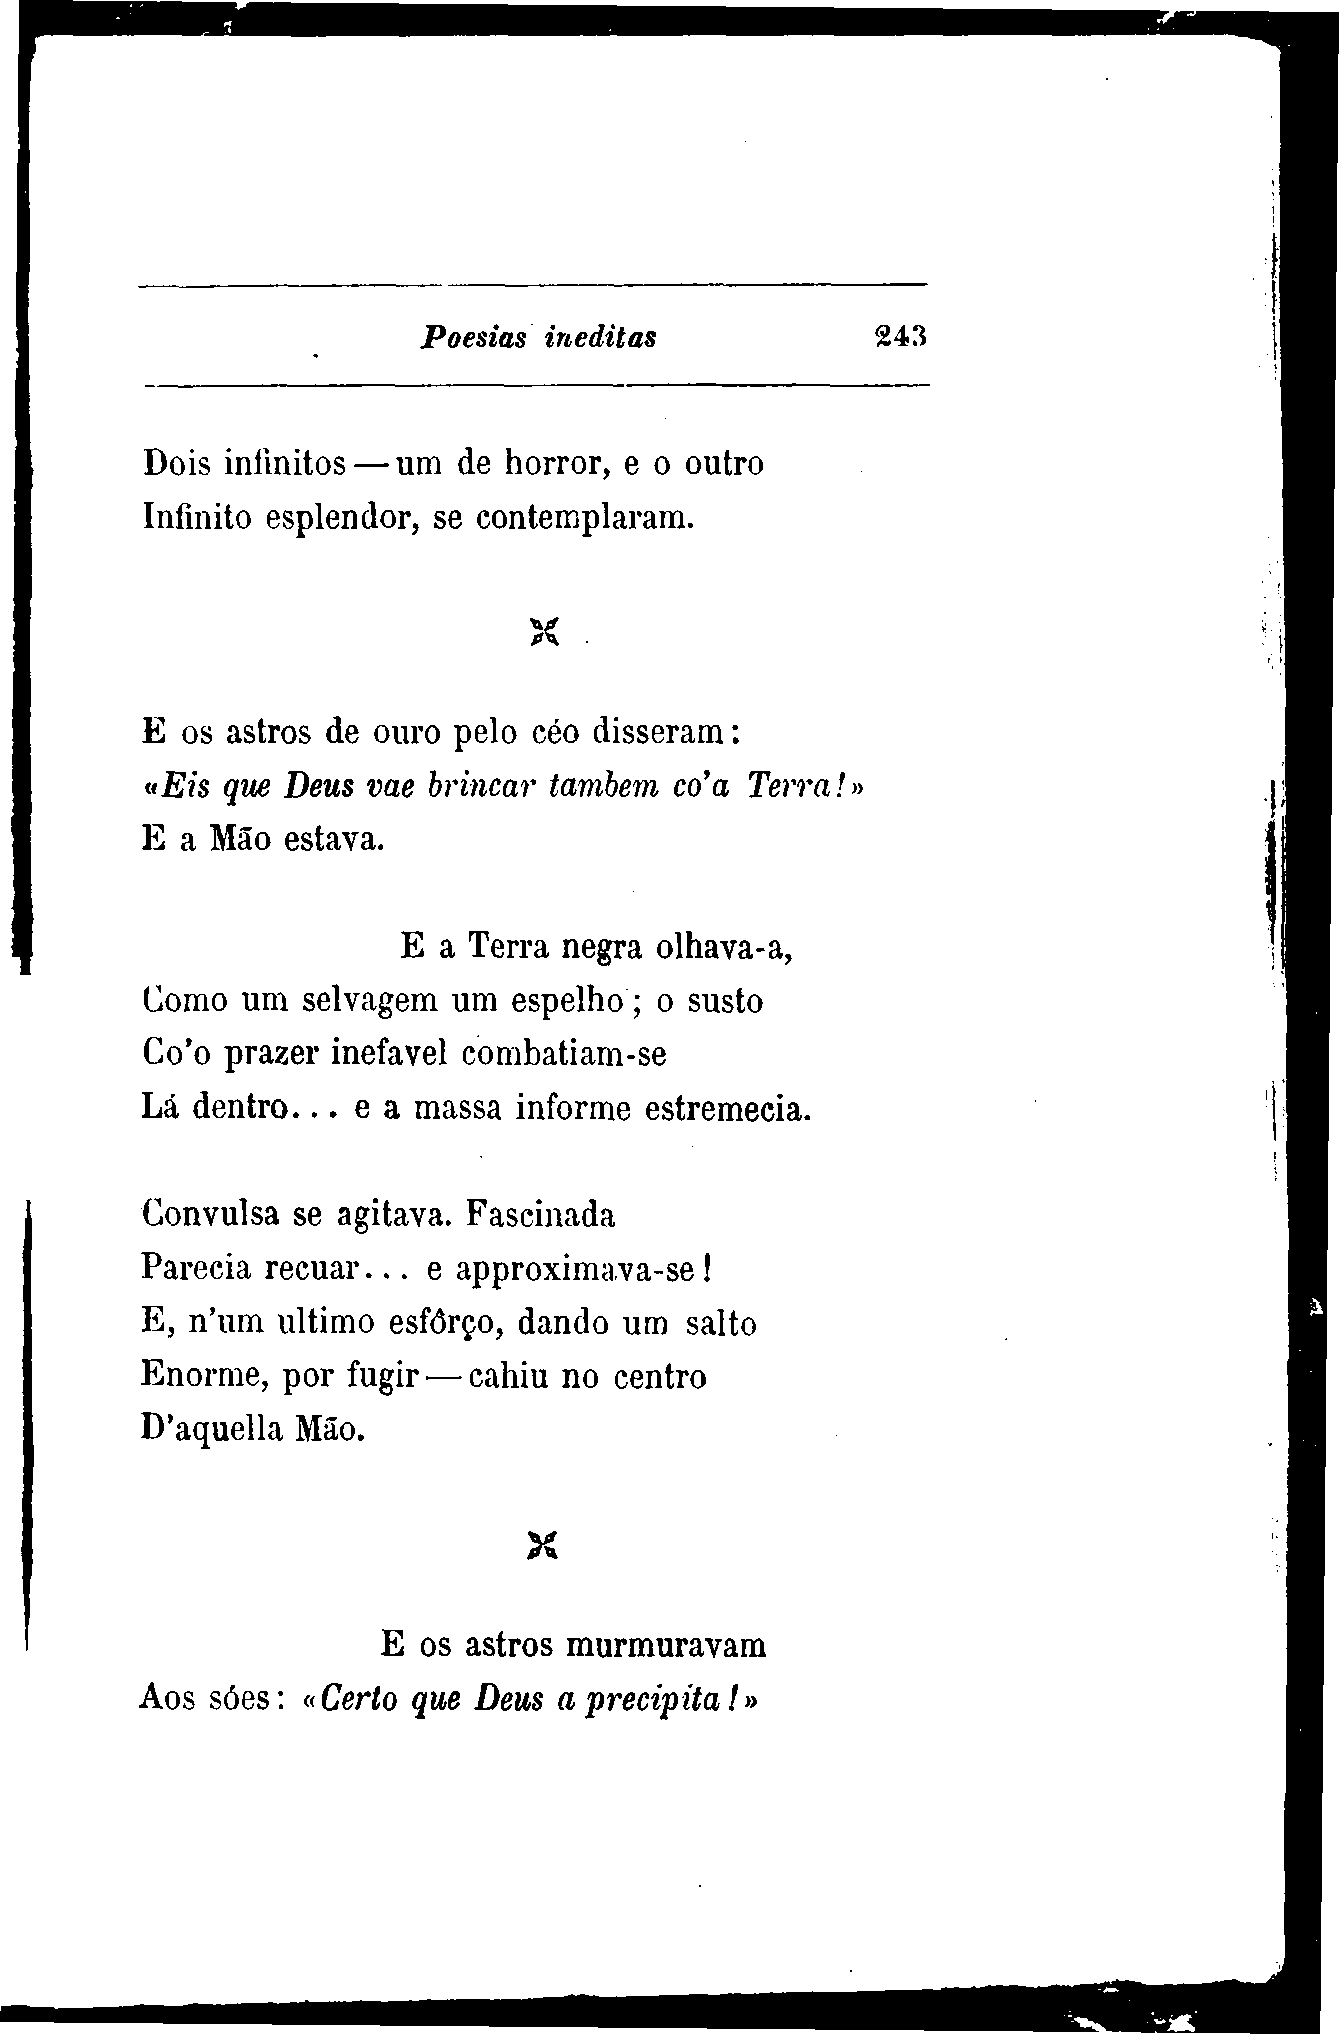 Poesias ineditas 243
Dois infinitos — um de horror, e o outro
Infinito esplendor, se contemplaram.
E os astros de ouro pelo céo disseram:
«Eis que Deus vae brincar tambem co'a Terra!»
E a Mão estava.
E a Terra negra olhava-a,
Como um selvagem um espelho; o susto
Co'o prazer inefavel combatiam-se
Lá dentro... e a massa informe estremecia.
Convulsa se agitava. Fascinada
Parecia recuar... e approximava-se!
E, n'um ultimo esfôrço, dando um salto
Enorme, por fugir — cahiu no centro
D'aquella Mão.
E os astros murmuravam
Aos sóes: «Certo que Deus a precipita!»